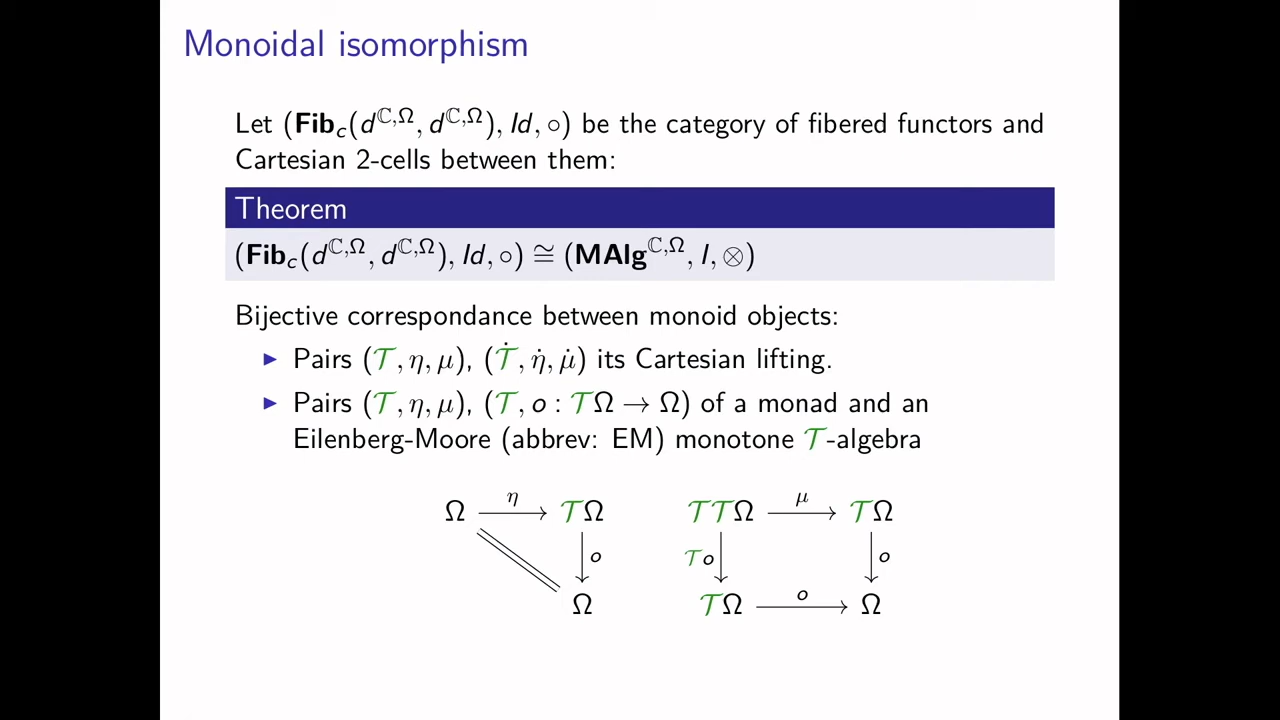 Monoidal isomorphism
Let (Fib_c(d^{ℂ,Ω}, d^{ℂ,Ω}), Id, ∘) be the category of fibered functors and
Cartesian 2-cells between them:
Theorem
(Fib_c(d^{ℂ,Ω}, d^{ℂ,Ω}), Id, ∘) ≅ (MAlg^{ℂ,Ω}, I, ⊗)
Bijective correspondance between monoid objects:
▶ Pairs (𝒯, η, μ), (𝒯̇, η̇, μ̇) its Cartesian lifting.
▶ Pairs (𝒯, η, μ), (𝒯, o : 𝒯Ω → Ω) of a monad and an
Eilenberg-Moore (abbrev: EM) monotone 𝒯-algebra
η μ
Ω 𝒯Ω 𝒯𝒯Ω 𝒯Ω
o 𝒯o o
o
Ω 𝒯Ω Ω